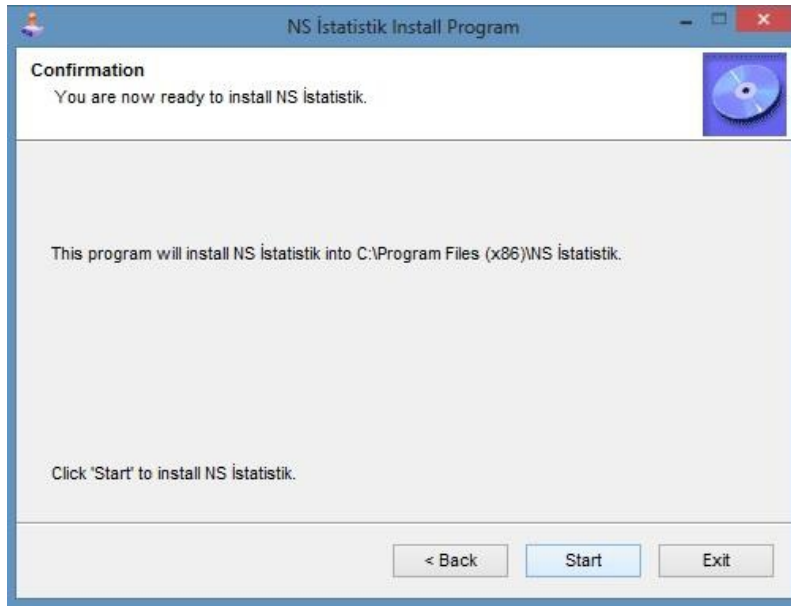 NS İstatistik Install Program
Confirmation
You are now ready to install NS İstatistik.
This program will install NS İstatistik into C:\Program Files (x86)\NS İstatistik.
Click 'Start' to install NS İstatistik.
< Back
Start
Exit